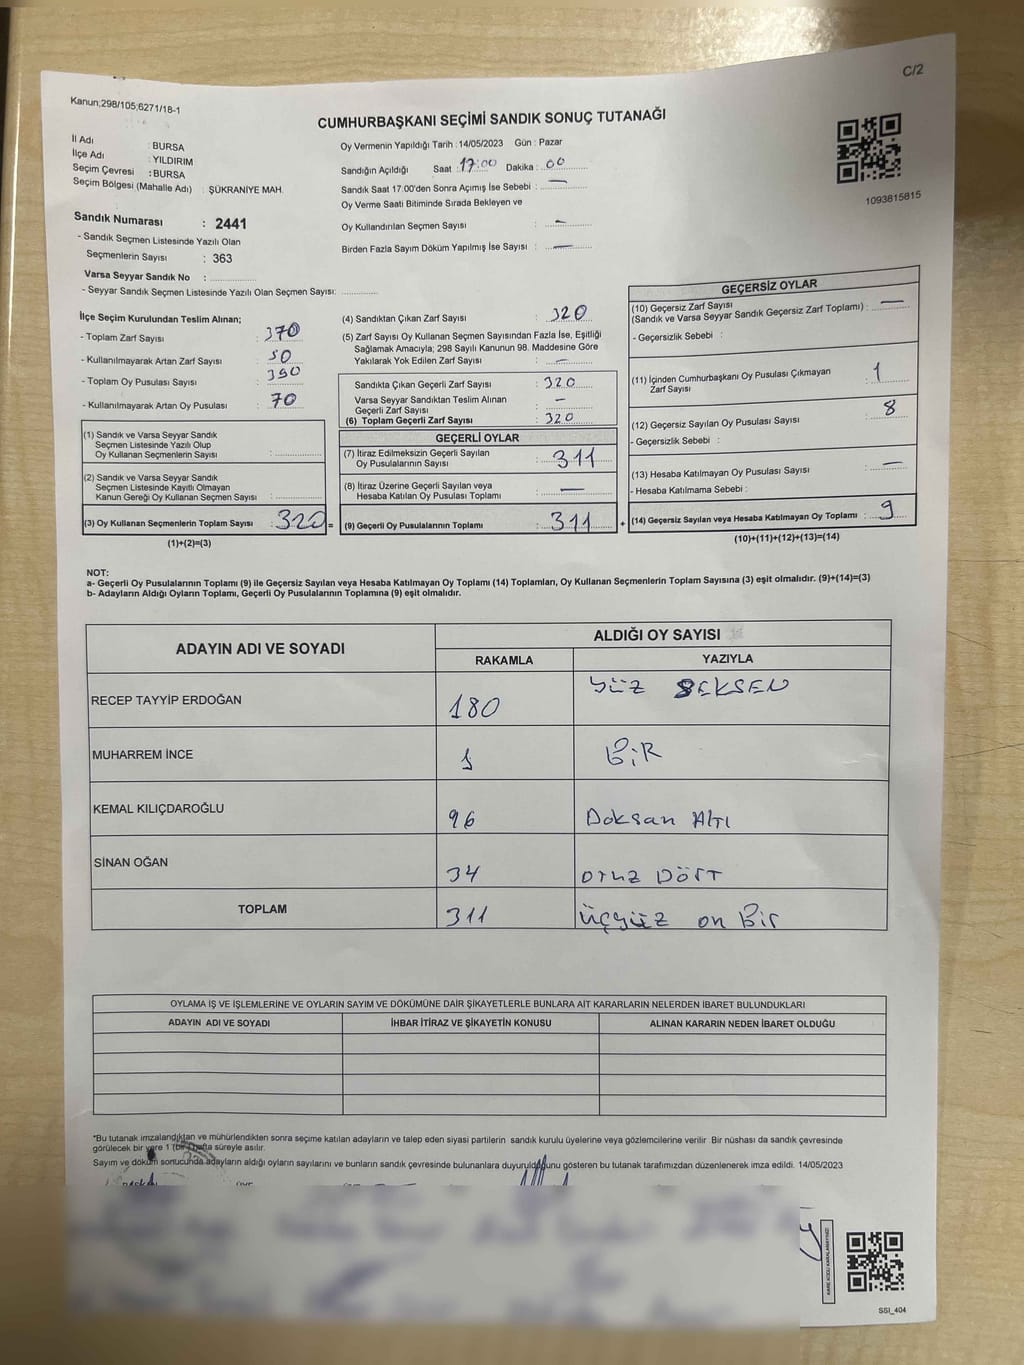 C/2
Kanun;298/105;6271/18-1
CUMHURBAŞKANI SEÇİMİ SANDIK SONUÇ TUTANAĞI
İl Adı : BURSA
İlçe Adı : YILDIRIM
Seçim Çevresi : BURSA
Seçim Bölgesi (Mahalle Adı) : ŞÜKRANİYE MAH.
Sandık Numarası : 2441
- Sandık Seçmen Listesinde Yazılı Olan
Seçmenlerin Sayısı : 363
Varsa Seyyar Sandık No :
- Seyyar Sandık Seçmen Listesinde Yazılı Olan Seçmen Sayısı:
Oy Vermenin Yapıldığı Tarih : 14/05/2023 Gün : Pazar
Sandığın Açıldığı Saat : 17:00 Dakika : 00
Sandık Saat 17:00'den Sonra Açımış İse Sebebi : —
Oy Verme Saati Bitiminde Sırada Bekleyen ve
Oy Kullandırılan Seçmen Sayısı : —
Birden Fazla Sayım Döküm Yapılmış İse Sayısı : —
1093815815
İlçe Seçim Kurulundan Teslim Alınan;
- Toplam Zarf Sayısı : 370
- Kullanılmayarak Artan Zarf Sayısı : 50
- Toplam Oy Pusulası Sayısı : 390
- Kullanılmayarak Artan Oy Pusulası : 70
(1) Sandık ve Varsa Seyyar Sandık
Seçmen Listesinde Yazılı Olup
Oy Kullanan Seçmenlerin Sayısı :
(2) Sandık ve Varsa Seyyar Sandık
Seçmen Listesinde Kayıtlı Olmayan
Kanun Gereği Oy Kullanan Seçmen Sayısı :
(3) Oy Kullanan Seçmenlerin Toplam Sayısı : 320 =
(1)+(2)=(3)
(4) Sandıktan Çıkan Zarf Sayısı : 320
(5) Zarf Sayısı Oy Kullanan Seçmen Sayısından Fazla İse, Eşitliği
Sağlamak Amacıyla; 298 Sayılı Kanunun 98. Maddesine Göre
Yakılarak Yok Edilen Zarf Sayısı : —
Sandıkta Çıkan Geçerli Zarf Sayısı : 320
Varsa Seyyar Sandıktan Teslim Alınan
Geçerli Zarf Sayısı : —
(6) Toplam Geçerli Zarf Sayısı : 320
GEÇERLİ OYLAR
(7) İtiraz Edilmeksizin Geçerli Sayılan
Oy Pusulalarının Sayısı : 311
(8) İtiraz Üzerine Geçerli Sayılan veya
Hesaba Katılan Oy Pusulası Toplamı : —
(9) Geçerli Oy Pusulalarının Toplamı : 311 +
GEÇERSİZ OYLAR
(10) Geçersiz Zarf Sayısı
(Sandık ve Varsa Seyyar Sandık Geçersiz Zarf Toplamı) : —
- Geçersizlik Sebebi :
(11) İçinden Cumhurbaşkanı Oy Pusulası Çıkmayan
Zarf Sayısı : 1
(12) Geçersiz Sayılan Oy Pusulası Sayısı : 8
- Geçersizlik Sebebi :
(13) Hesaba Katılmayan Oy Pusulası Sayısı : —
- Hesaba Katılmama Sebebi :
(14) Geçersiz Sayılan veya Hesaba Katılmayan Oy Toplamı : 9
(10)+(11)+(12)+(13)=(14)
NOT:
a- Geçerli Oy Pusulalarının Toplamı (9) ile Geçersiz Sayılan veya Hesaba Katılmayan Oy Toplamı (14) Toplamları, Oy Kullanan Seçmenlerin Toplam Sayısına (3) eşit olmalıdır. (9)+(14)=(3)
b- Adayların Aldığı Oyların Toplamı, Geçerli Oy Pusulalarının Toplamına (9) eşit olmalıdır.
ADAYIN ADI VE SOYADI
ALDIĞI OY SAYISI
RAKAMLA YAZIYLA
RECEP TAYYİP ERDOĞAN 180 YÜZ SEKSEN
MUHARREM İNCE 1 BİR
KEMAL KILIÇDAROĞLU 96 Doksan Altı
SİNAN OĞAN 34 OTUZ DÖRT
TOPLAM 311 Üçyüz on Bir
OYLAMA İŞ VE İŞLEMLERİNE VE OYLARIN SAYIM VE DÖKÜMÜNE DAİR ŞİKAYETLERLE BUNLARA AİT KARARLARIN NELERDEN İBARET BULUNDUKLARI
ADAYIN ADI VE SOYADI İHBAR İTİRAZ VE ŞİKAYETİN KONUSU ALINAN KARARIN NEDEN İBARET OLDUĞU
*Bu tutanak imzalandıktan ve mühürlendikten sonra seçime katılan adayların ve talep eden siyasi partilerin sandık kurulu üyelerine veya gözlemcilerine verilir. Bir nüshası da sandık çevresinde
görülecek bir yere 1 (bir) hafta süreyle asılır.
Sayım ve döküm sonucunda adayların aldığı oyların sayılarını ve bunların sandık çevresinde bulunanlara duyurulduğunu gösteren bu tutanak tarafımızdan düzenlenerek imza edildi. 14/05/2023
KARE KODU KARALAMAYINIZ!
SSI_404